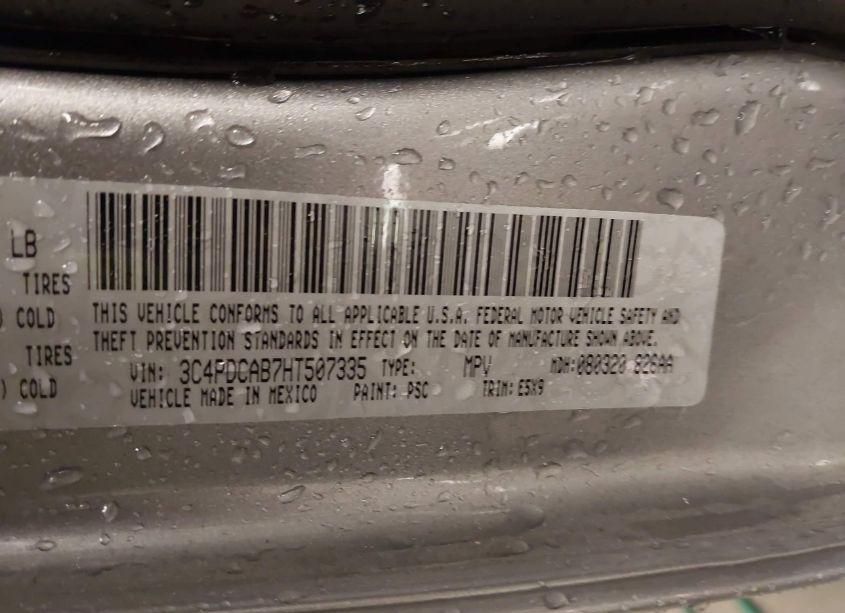 LB
TIRES
) COLD
TIRES
) COLD
THIS VEHICLE CONFORMS TO ALL APPLICABLE U.S.A. FEDERAL MOTOR VEHICLE SAFETY AND
THEFT PREVENTION STANDARDS IN EFFECT ON THE DATE OF MANUFACTURE SHOWN ABOVE.
VIN: 3C4PDCAB7HT507335 TYPE: MPV MDH: 080320 826AA
VEHICLE MADE IN MEXICO PAINT: PSC TRIM: E5X9